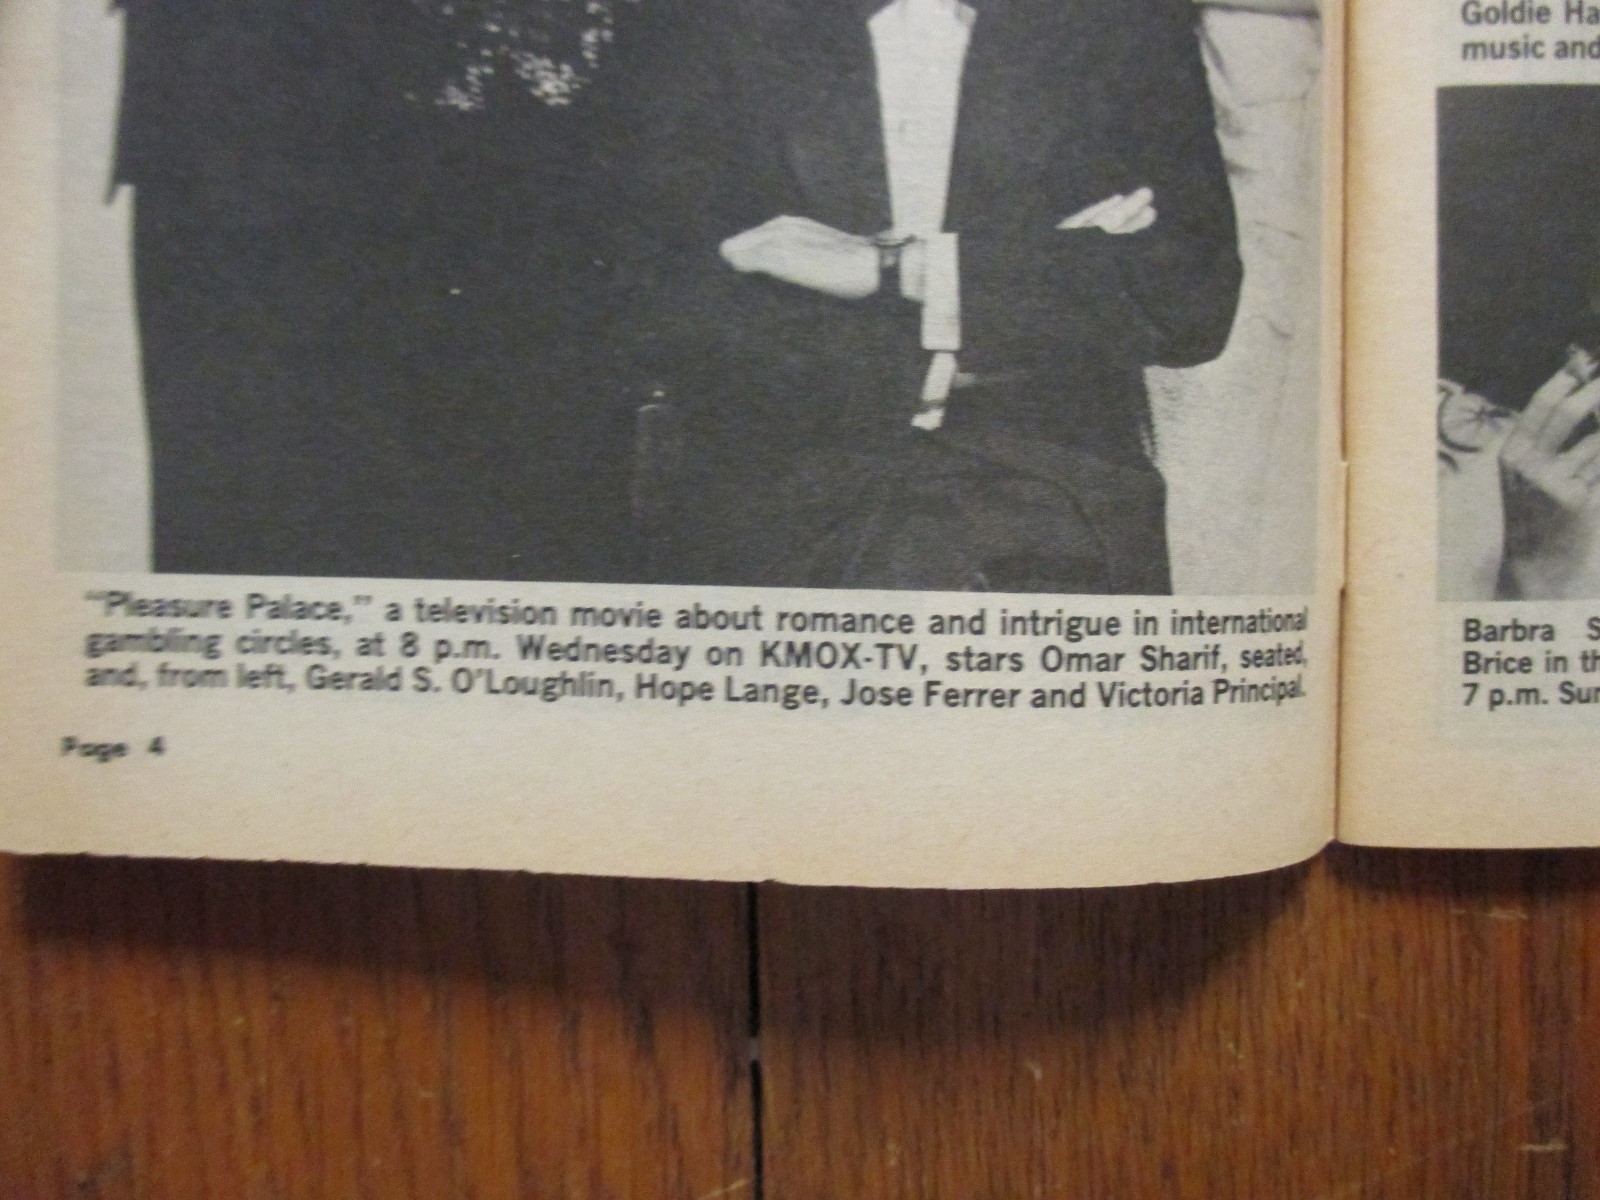 "Pleasure Palace," a television movie about romance and intrigue in international
gambling circles, at 8 p.m. Wednesday on KMOX-TV, stars Omar Sharif, seated,
and, from left, Gerald S. O'Loughlin, Hope Lange, Jose Ferrer and Victoria Principal.
Page 4
Goldie Ha
music and
Barbra S
Brice in th
7 p.m. Sun